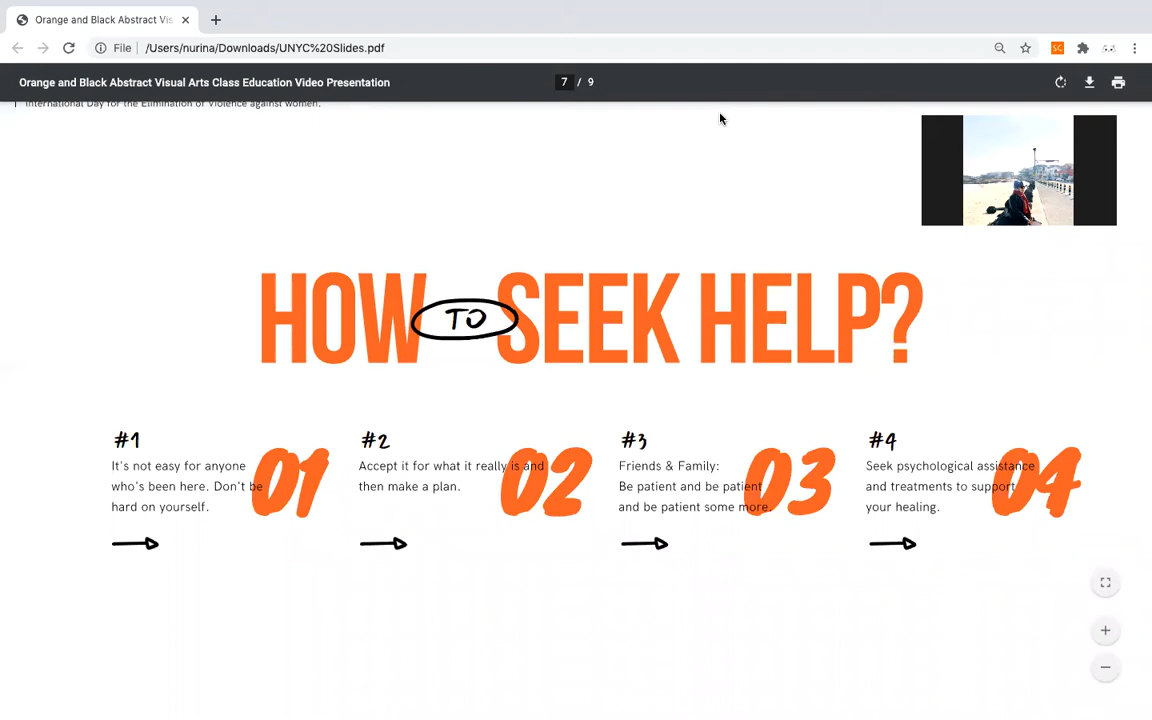 Orange and Black Abstract Vis
File /Users/nurina/Downloads/UNYC%20Slides.pdf
SC
Orange and Black Abstract Visual Arts Class Education Video Presentation
7 / 9
International Day for the Elimination of Violence against women.
HOW TO SEEK HELP?
#1
It's not easy for anyone
who's been here. Don't be
hard on yourself.
01
#2
Accept it for what it really is and
then make a plan.
02
#3
Friends & Family:
Be patient and be patient
and be patient some more.
03
#4
Seek psychological assistance
and treatments to support
your healing.
04